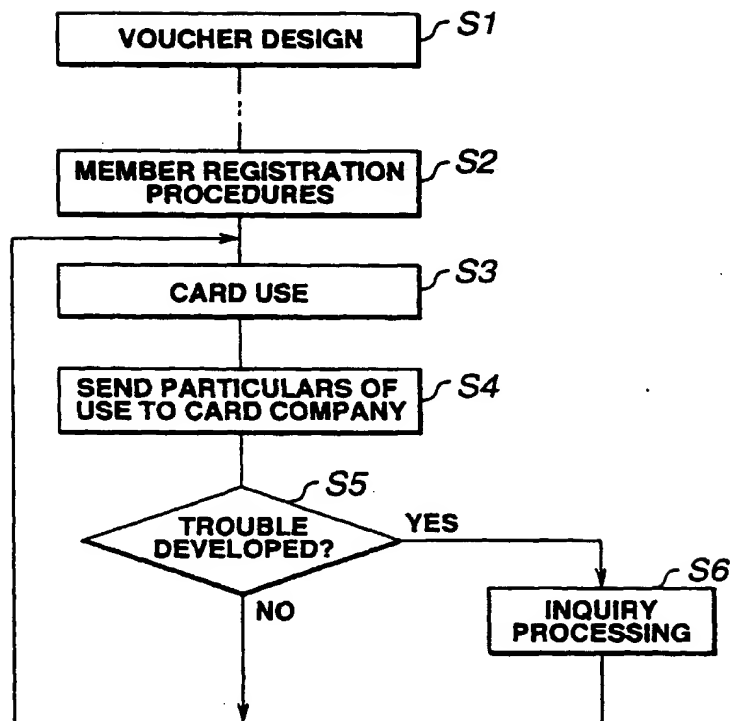 VOUCHER DESIGN
S1
MEMBER REGISTRATION
PROCEDURES
S2
CARD USE
S3
SEND PARTICULARS OF
USE TO CARD COMPANY
S4
S5
TROUBLE
DEVELOPED?
YES
NO
S6
INQUIRY
PROCESSING